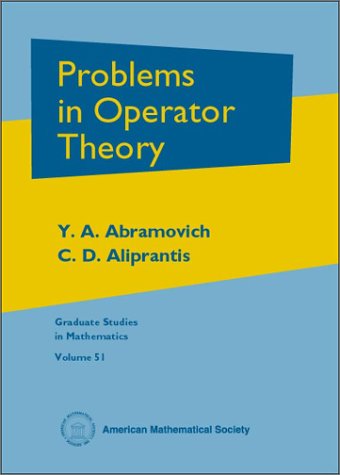 Problems
in Operator
Theory
Y. A. Abramovich
C. D. Aliprantis
Graduate Studies
in Mathematics
Volume 51
American Mathematical Society